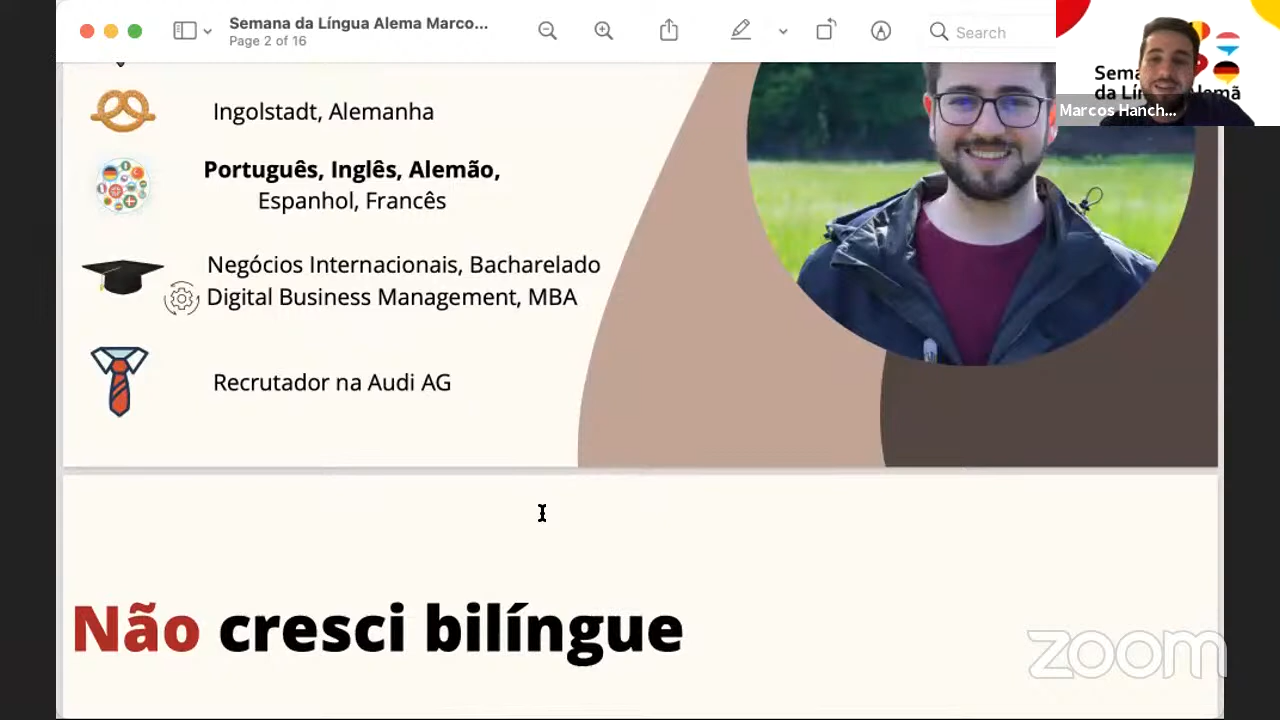 Semana da Língua Alema Marco...
Page 2 of 16
Search
Marcos Hanch...
Ingolstadt, Alemanha
Português, Inglês, Alemão,
Espanhol, Francês
Negócios Internacionais, Bacharelado
Digital Business Management, MBA
Recrutador na Audi AG
Não cresci bilíngue
zoom